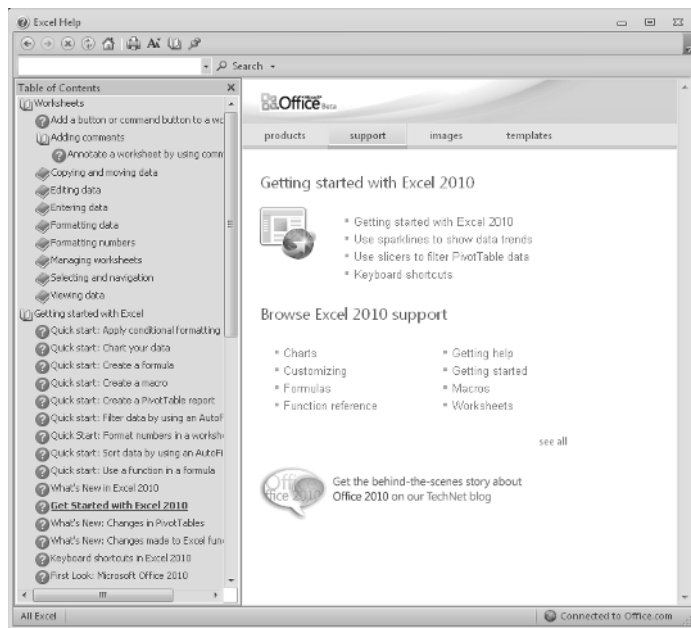 Excel Help
Search
Table of Contents
Worksheets
Add a button or command button to a wo
Adding comments
Annotate a worksheet by using comm
Copying and moving data
Editing data
Entering data
Formatting data
Formatting numbers
Managing worksheets
Selecting and navigation
Viewing data
Getting started with Excel
Quick start: Apply conditional formatting
Quick start: Chart your data
Quick start: Create a formula
Quick start: Create a macro
Quick start: Create a PivotTable report
Quick start: Filter data by using an AutoF
Quick Start: Format numbers in a worksh
Quick start: Sort data by using an AutoFi
Quick start: Use a function in a formula
What's New in Excel 2010
Get Started with Excel 2010
What's New: Changes in PivotTables
What's New: Changes made to Excel fun
Keyboard shortcuts in Excel 2010
First Look: Microsoft Office 2010
Office Beta
products support images templates
Getting started with Excel 2010
Getting started with Excel 2010
Use sparklines to show data trends
Use slicers to filter PivotTable data
Keyboard shortcuts
Browse Excel 2010 support
Charts
Customizing
Formulas
Function reference
Getting help
Getting started
Macros
Worksheets
see all
Get the behind-the-scenes story about
Office 2010 on our TechNet blog
All Excel
Connected to Office.com